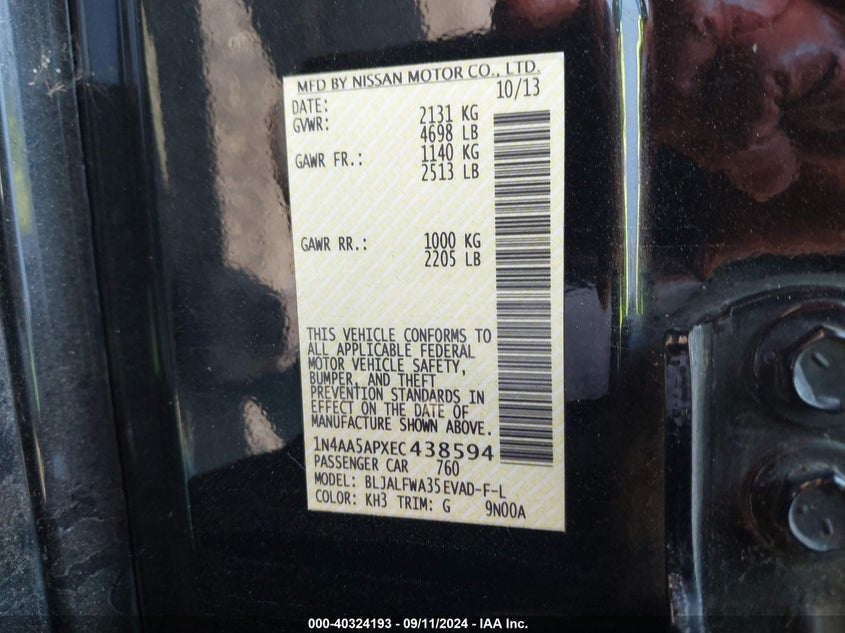 MFD BY NISSAN MOTOR CO., LTD.
DATE: 10/13
GVWR: 2131 KG
4698 LB
GAWR FR.: 1140 KG
2513 LB
GAWR RR.: 1000 KG
2205 LB
THIS VEHICLE CONFORMS TO
ALL APPLICABLE FEDERAL
MOTOR VEHICLE SAFETY,
BUMPER, AND THEFT
PREVENTION STANDARDS IN
EFFECT ON THE DATE OF
MANUFACTURE SHOWN ABOVE.
1N4AA5APXEC438594
PASSENGER CAR 760
MODEL: BLJALFWA35EVAD-F-L
COLOR: KH3 TRIM: G 9N00A
000-40324193 - 09/11/2024 - IAA Inc.